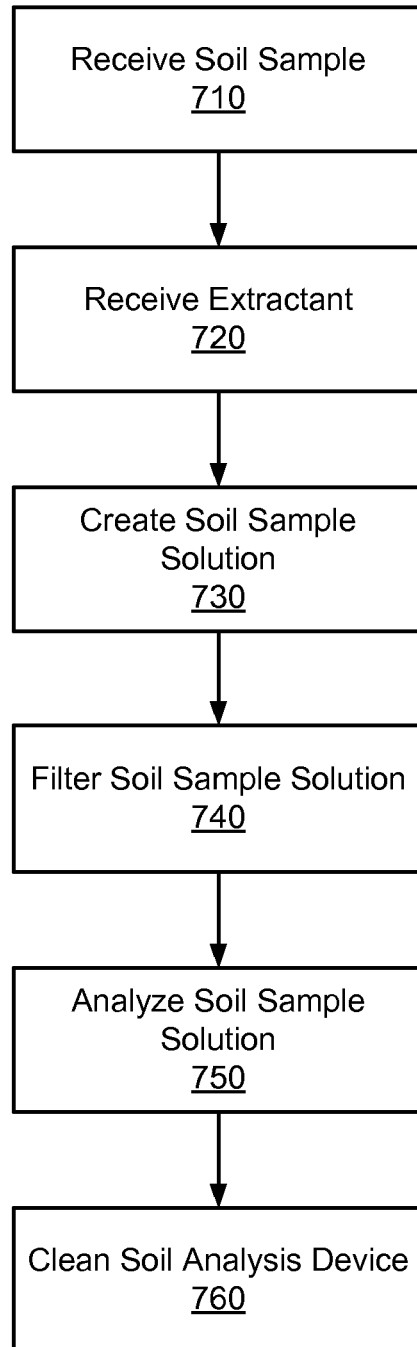 Receive Soil Sample
710
Receive Extractant
720
Create Soil Sample
Solution
730
Filter Soil Sample Solution
740
Analyze Soil Sample
Solution
750
Clean Soil Analysis Device
760